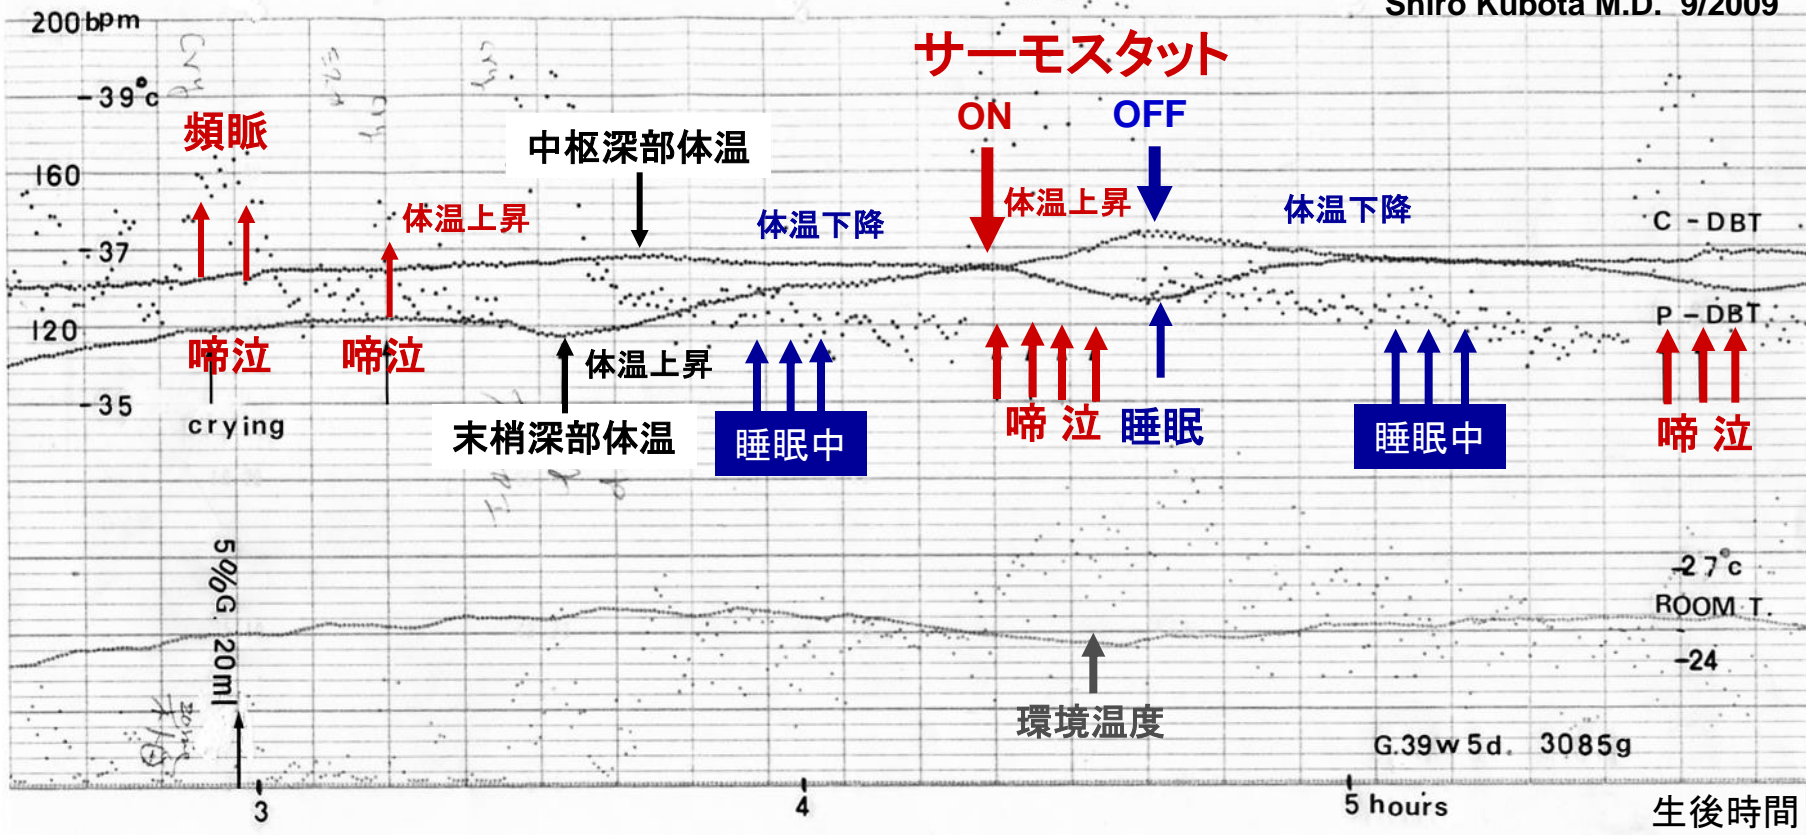 Shiro Kubota M.D. 9/2009
200bpm
サーモスタット
-39°c
ON
OFF
頻脈
中枢深部体温
160
体温上昇
体温下降
体温上昇
体温下降
C-DBT
-37
120
P-DBT
啼泣
啼泣
体温上昇
-35
crying
末梢深部体温
睡眠中
啼 泣
睡眠
睡眠中
啼 泣
5%G. 20ml
-27°c
ROOM T.
-24
環境温度
G.39w5d. 3085g
3
4
5 hours
生後時間